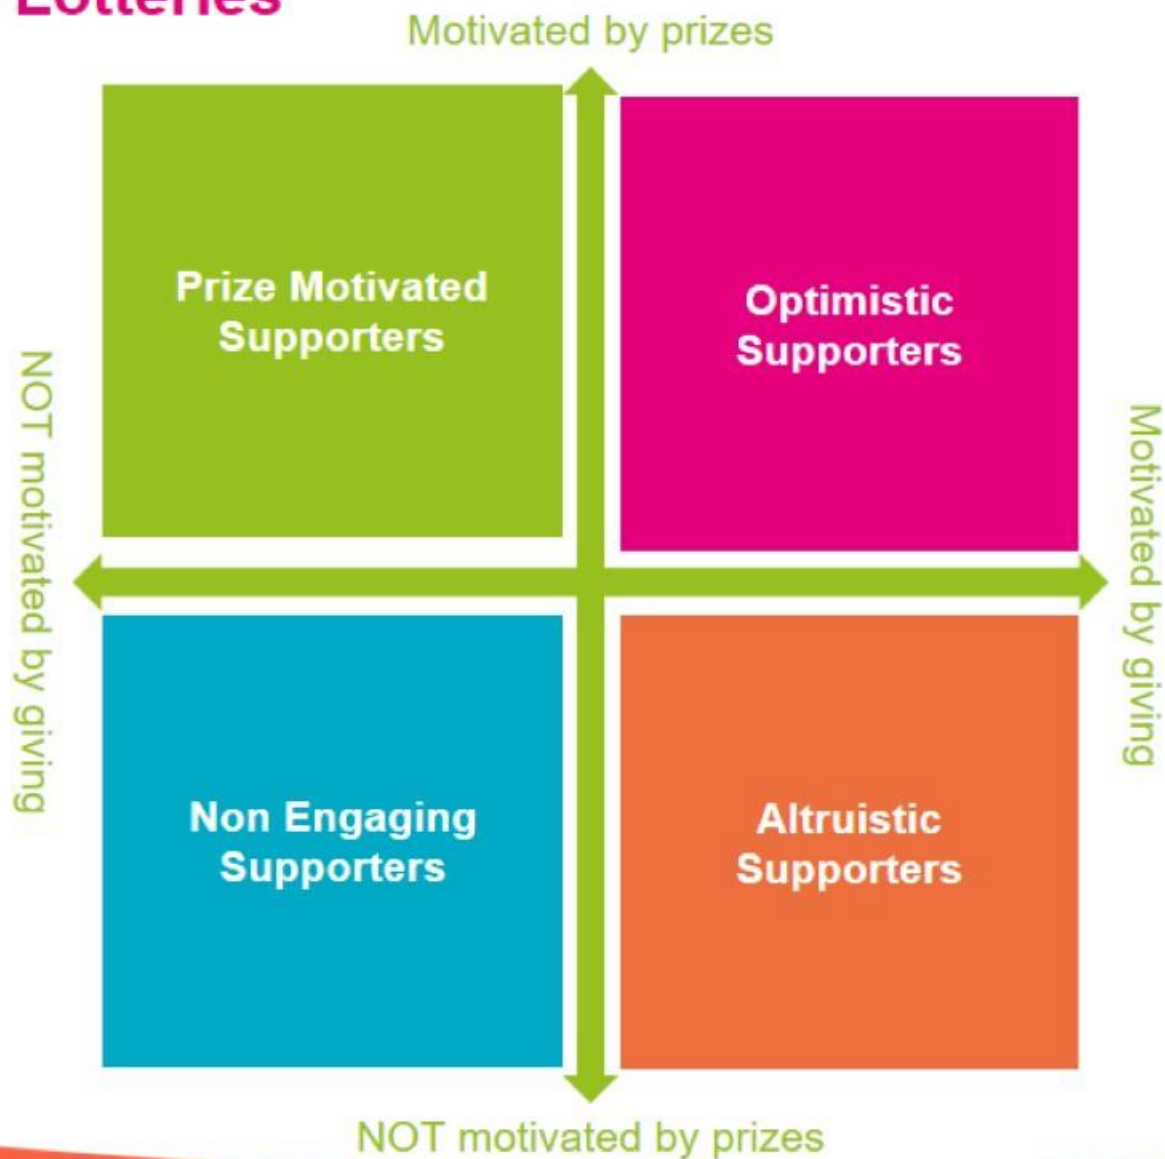 Lotteries
Motivated by prizes
Prize Motivated
Supporters
Optimistic
Supporters
NOT motivated by giving
Motivated by giving
Non Engaging
Supporters
Altruistic
Supporters
NOT motivated by prizes